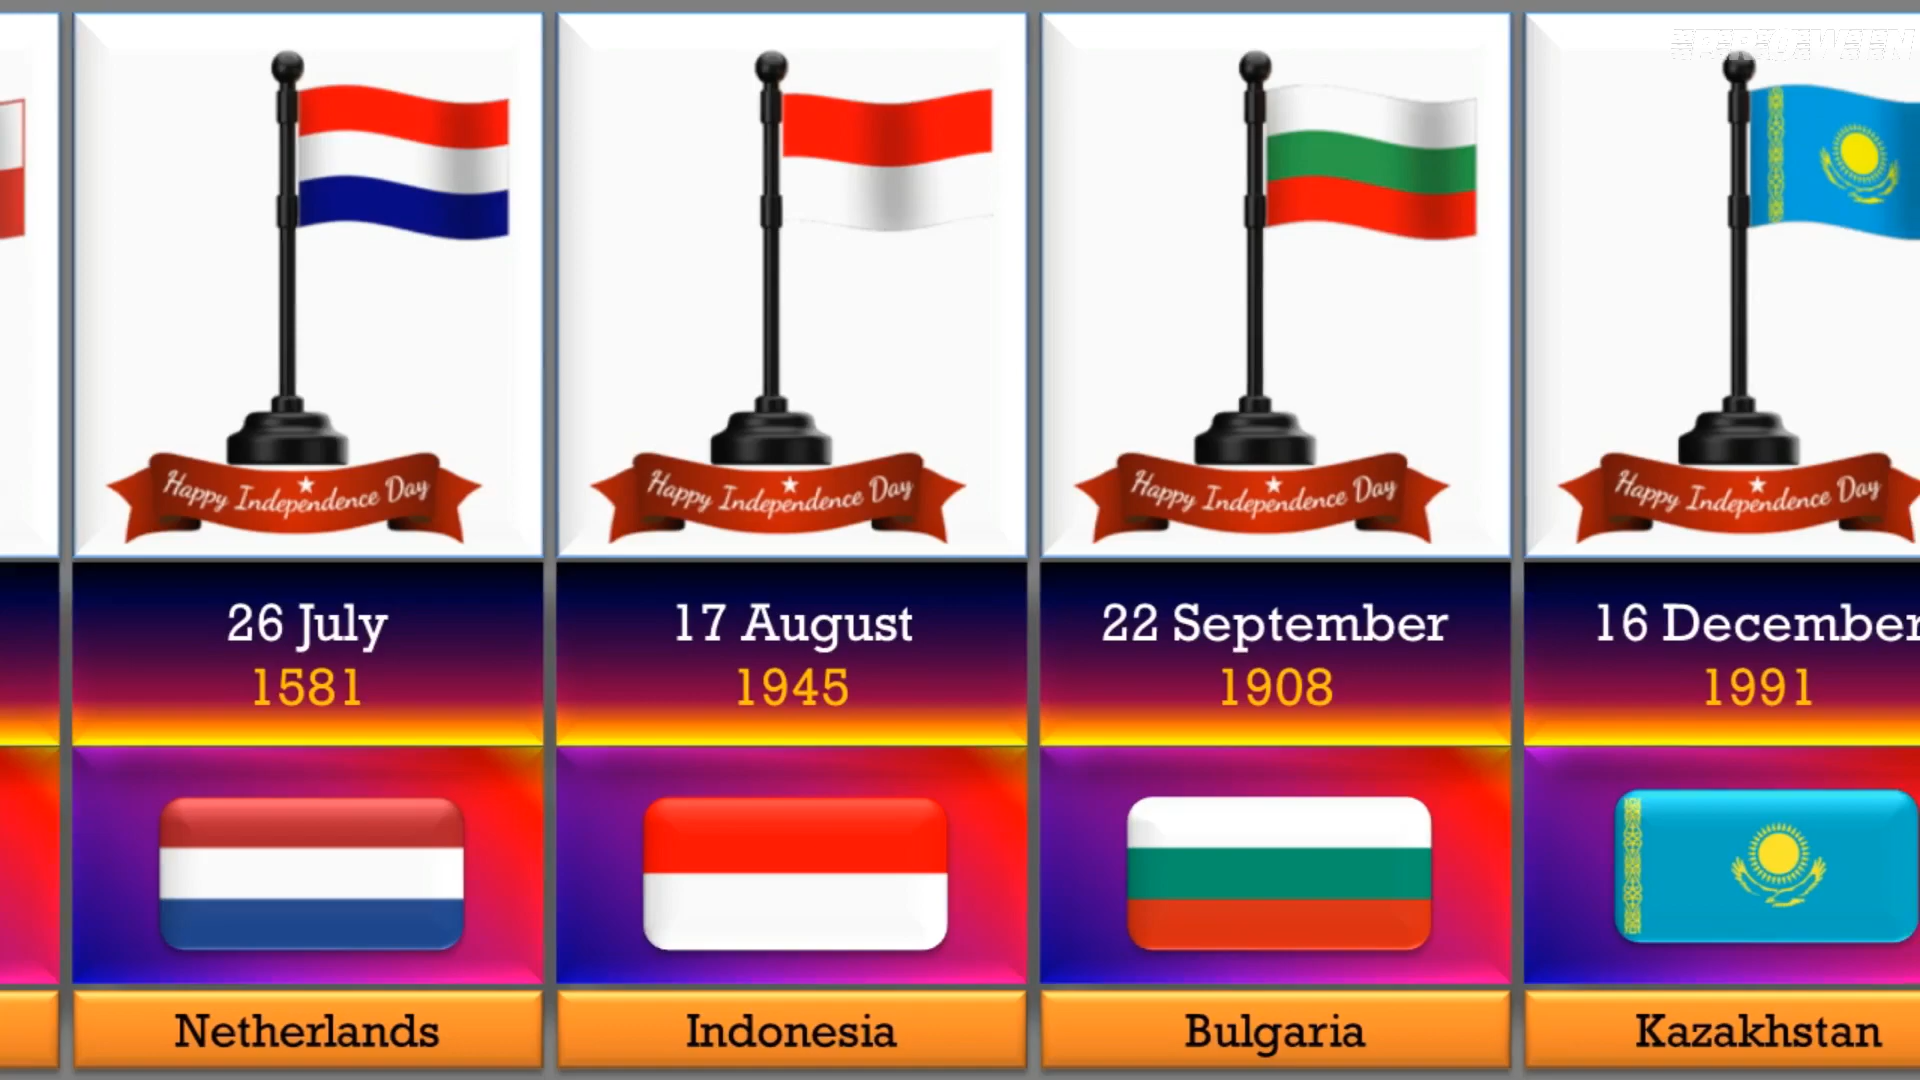 Happy Independence Day
26 July
1581
Netherlands
Happy Independence Day
17 August
1945
Indonesia
Happy Independence Day
22 September
1908
Bulgaria
Happy Independence Day
16 December
1991
Kazakhstan